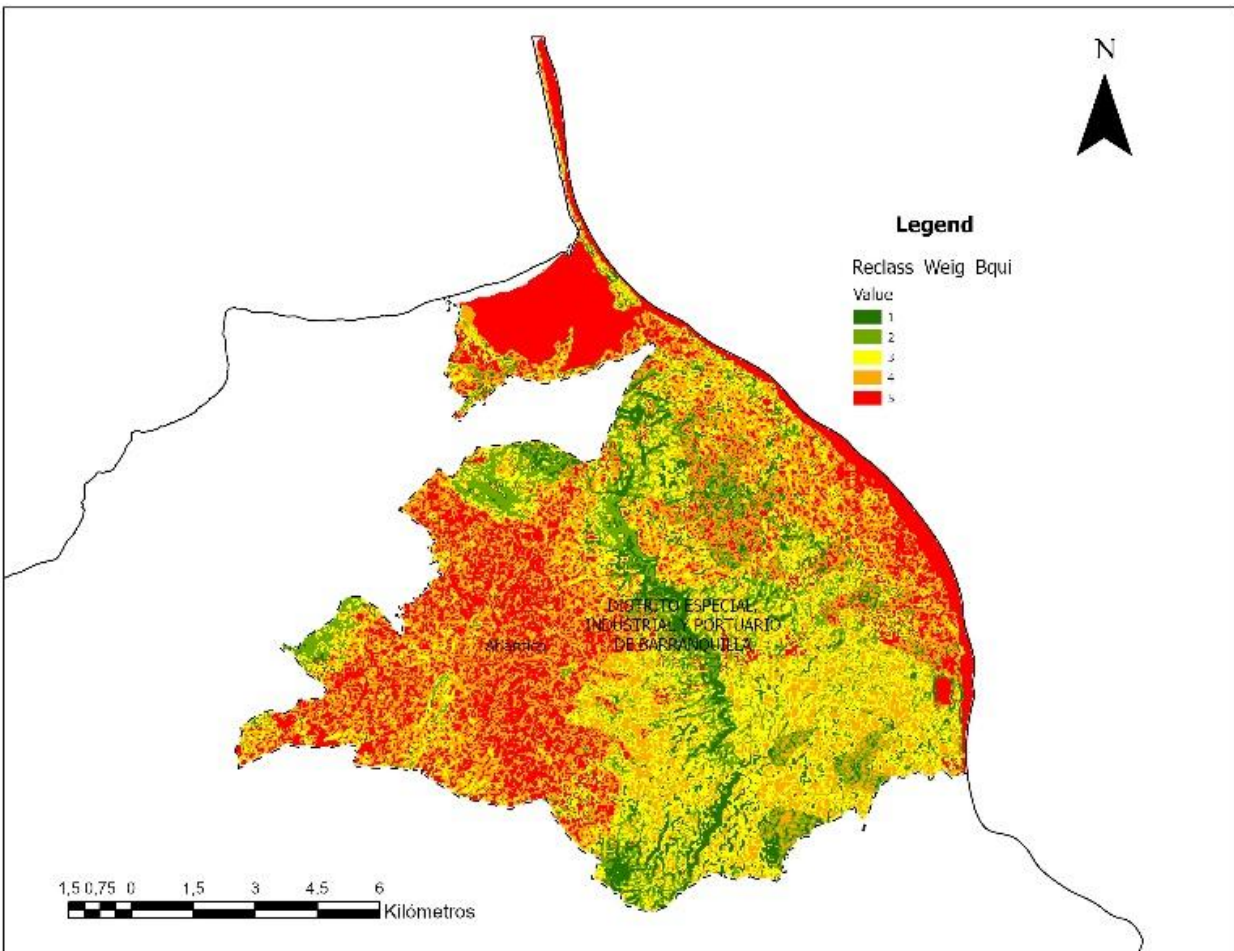 N
Legend
Reclass Weig Bqui
Value
1
2
3
4
5
DISTRITO ESPECIAL,
INDUSTRIAL Y PORTUARIO
DE BARRANQUILLA
Atlántico
1,5 0,75 0 1,5 3 4,5 6
Kilómetros